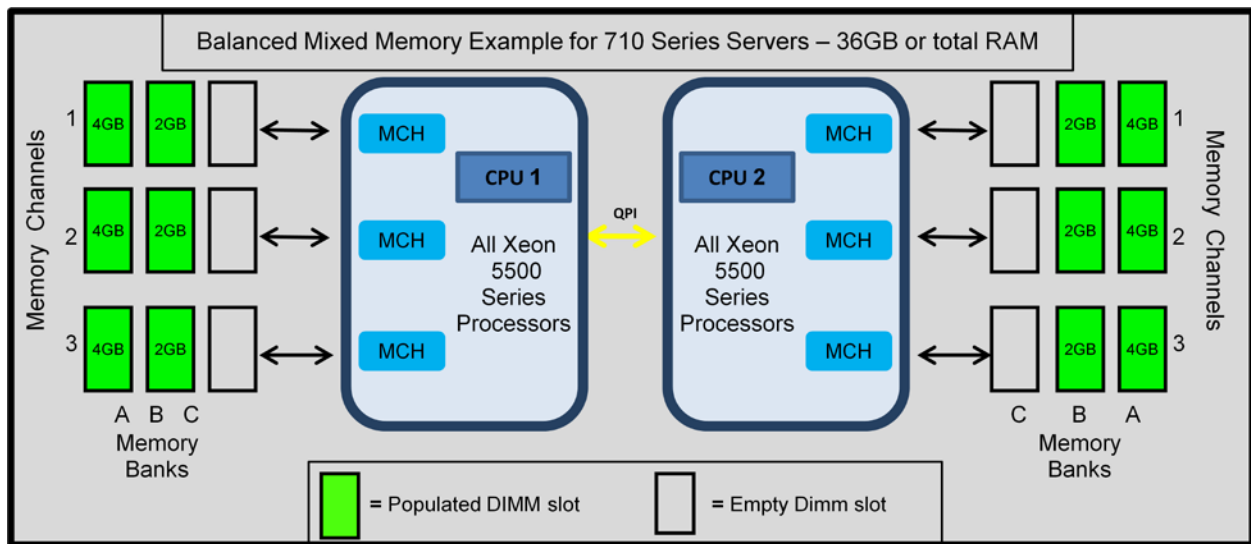 Balanced Mixed Memory Example for 710 Series Servers – 36GB or total RAM
Memory Channels
1
4GB
2GB
2
4GB
2GB
3
4GB
2GB
A B C
Memory
Banks
MCH
MCH
MCH
CPU 1
All Xeon
5500
Series
Processors
QPI
CPU 2
All Xeon
5500
Series
Processors
MCH
MCH
MCH
2GB
4GB
1
2GB
4GB
2
2GB
4GB
3
Memory Channels
C B A
Memory
Banks
= Populated DIMM slot
= Empty Dimm slot